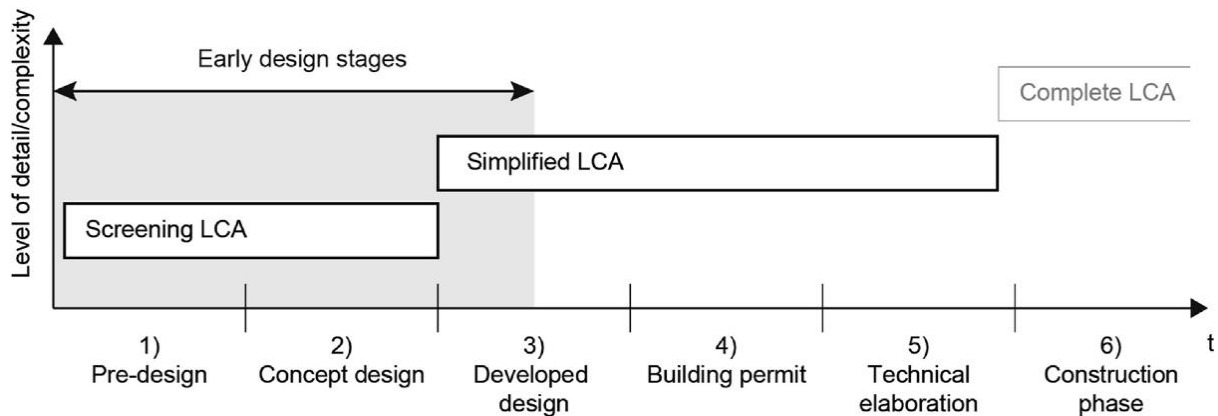 Level of detail/complexity
Early design stages
Complete LCA
Simplified LCA
Screening LCA
t
1)
Pre-design
2)
Concept design
3)
Developed
design
4)
Building permit
5)
Technical
elaboration
6)
Construction
phase